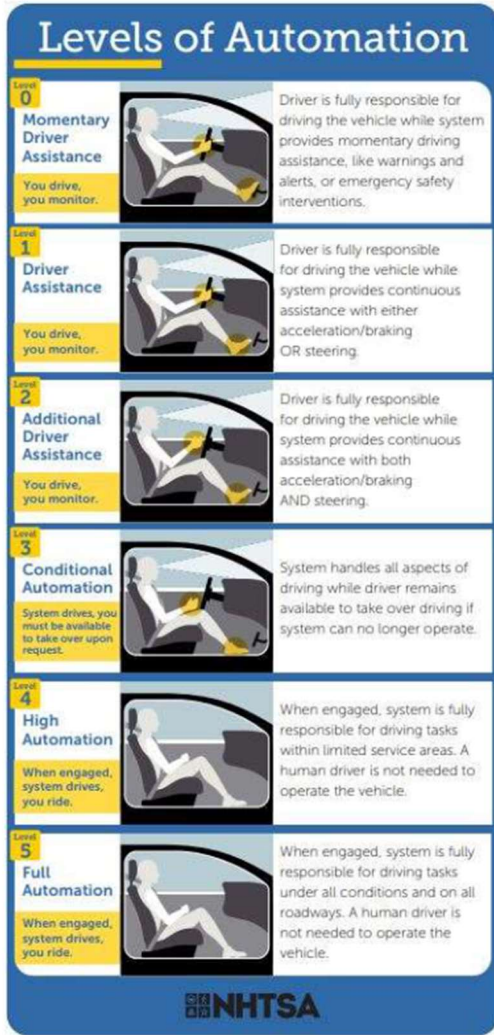 Levels of Automation
Level
0
Momentary
Driver
Assistance
You drive,
you monitor.
Driver is fully responsible for
driving the vehicle while system
provides momentary driving
assistance, like warnings and
alerts, or emergency safety
interventions.
Level
1
Driver
Assistance
You drive,
you monitor.
Driver is fully responsible
for driving the vehicle while
system provides continuous
assistance with either
acceleration/braking
OR steering.
Level
2
Additional
Driver
Assistance
You drive,
you monitor.
Driver is fully responsible
for driving the vehicle while
system provides continuous
assistance with both
acceleration/braking
AND steering.
Level
3
Conditional
Automation
System drives, you
must be available
to take over upon
request.
System handles all aspects of
driving while driver remains
available to take over driving if
system can no longer operate.
Level
4
High
Automation
When engaged,
system drives,
you ride.
When engaged, system is fully
responsible for driving tasks
within limited service areas. A
human driver is not needed to
operate the vehicle.
Level
5
Full
Automation
When engaged,
system drives,
you ride.
When engaged, system is fully
responsible for driving tasks
under all conditions and on all
roadways. A human driver is
not needed to operate the
vehicle.
NHTSA